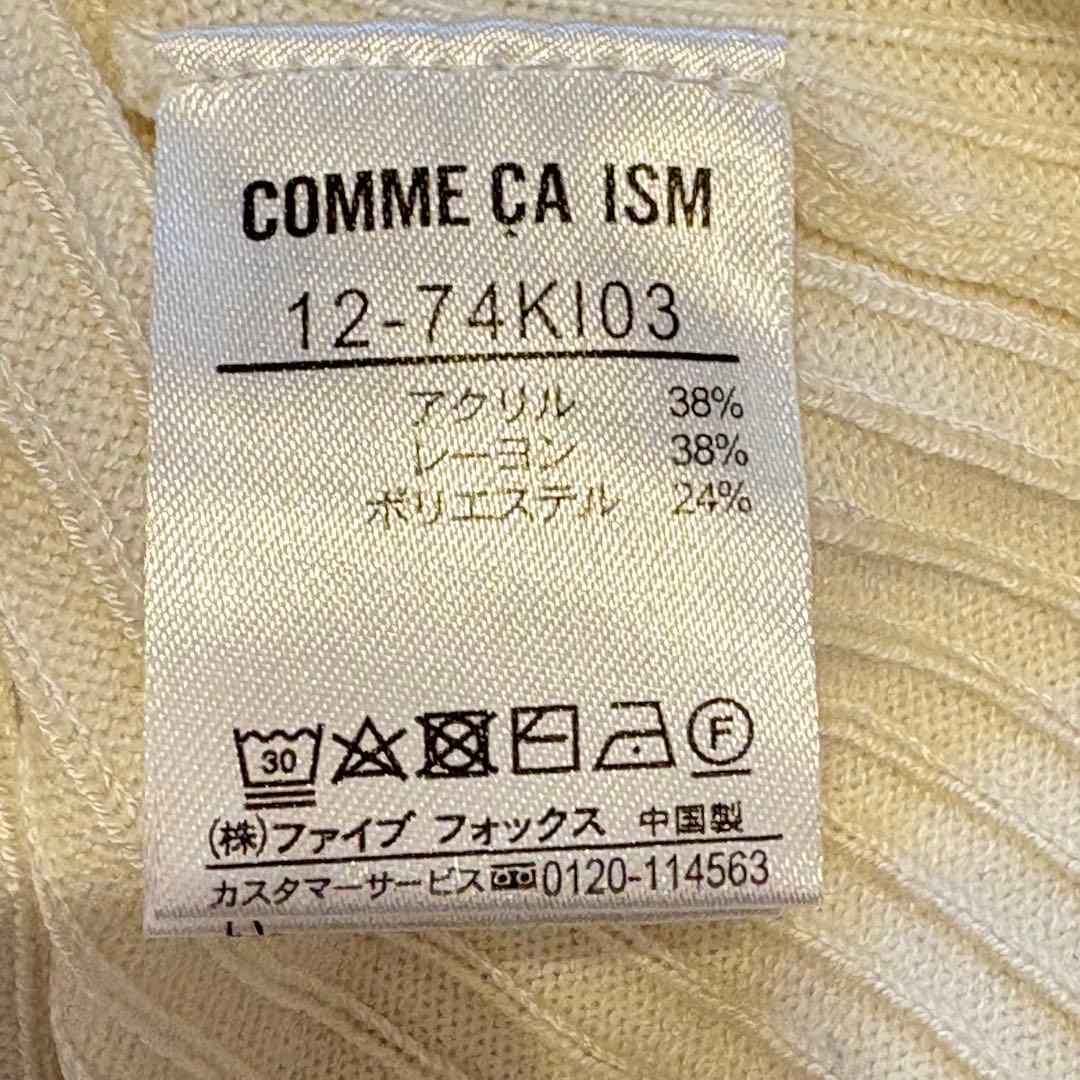 COMME ÇA ISM
12-74KI03
アクリル 38%
レーヨン 38%
ポリエステル 24%
30 F
(株)ファイブ フォックス 中国製
カスタマーサービス 0120-114563